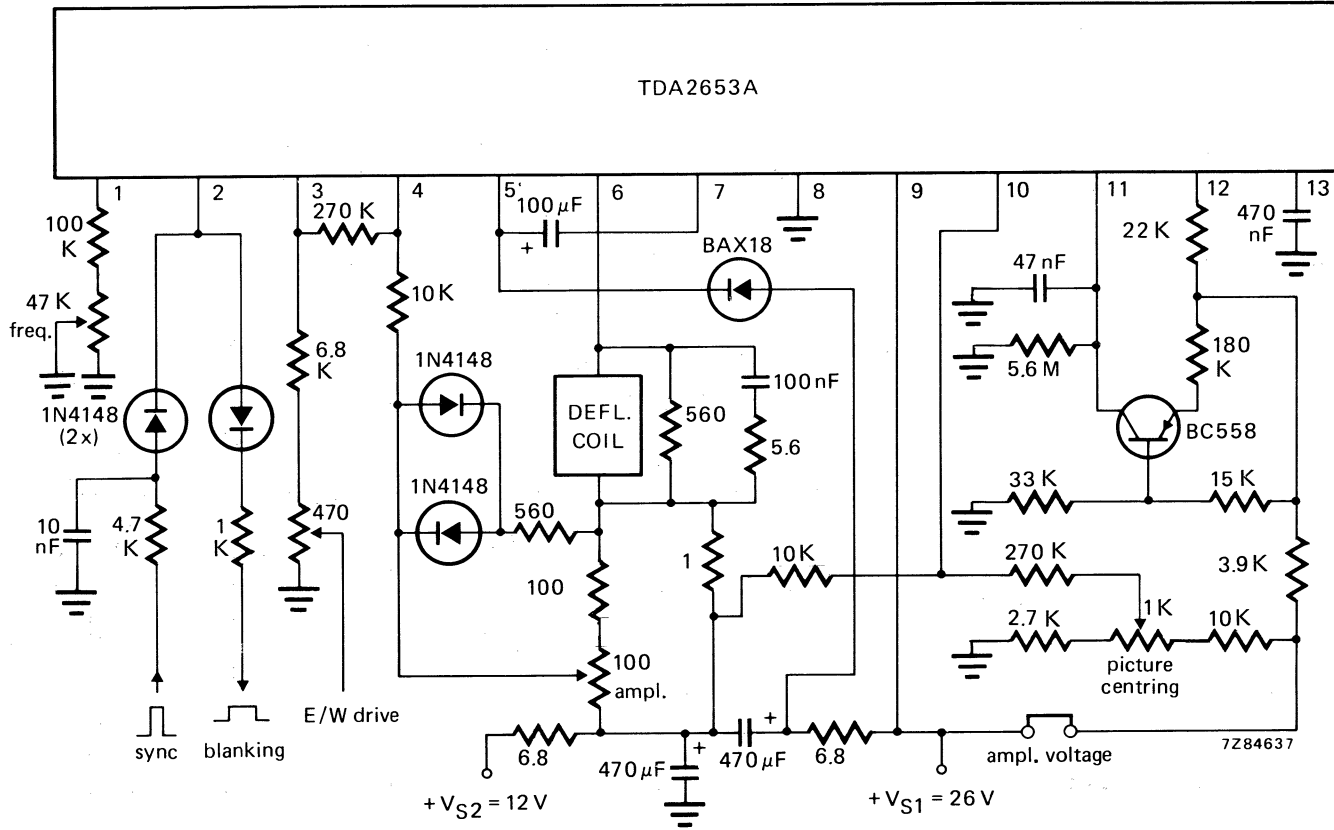 TDA2653A
1 2 3 4 5 6 7 8 9 10 11 12 13
100 K
270 K
100 μF
+
22 K
470 nF
BAX18
47 nF
47 K
freq.
10 K
6.8 K
5.6 M
180 K
1N4148
100 nF
1N4148
(2x)
DEFL. COIL
560
5.6
BC558
1N4148
33 K
15 K
10 nF
4.7 K
1 K
470
560
1
10 K
270 K
3.9 K
100
2.7 K
1 K
10 K
100
ampl.
picture
centring
E/W drive
sync
blanking
6.8
+
+
6.8
ampl. voltage
7Z84637
470 μF
470 μF
+ VS2 = 12 V
+ VS1 = 26 V